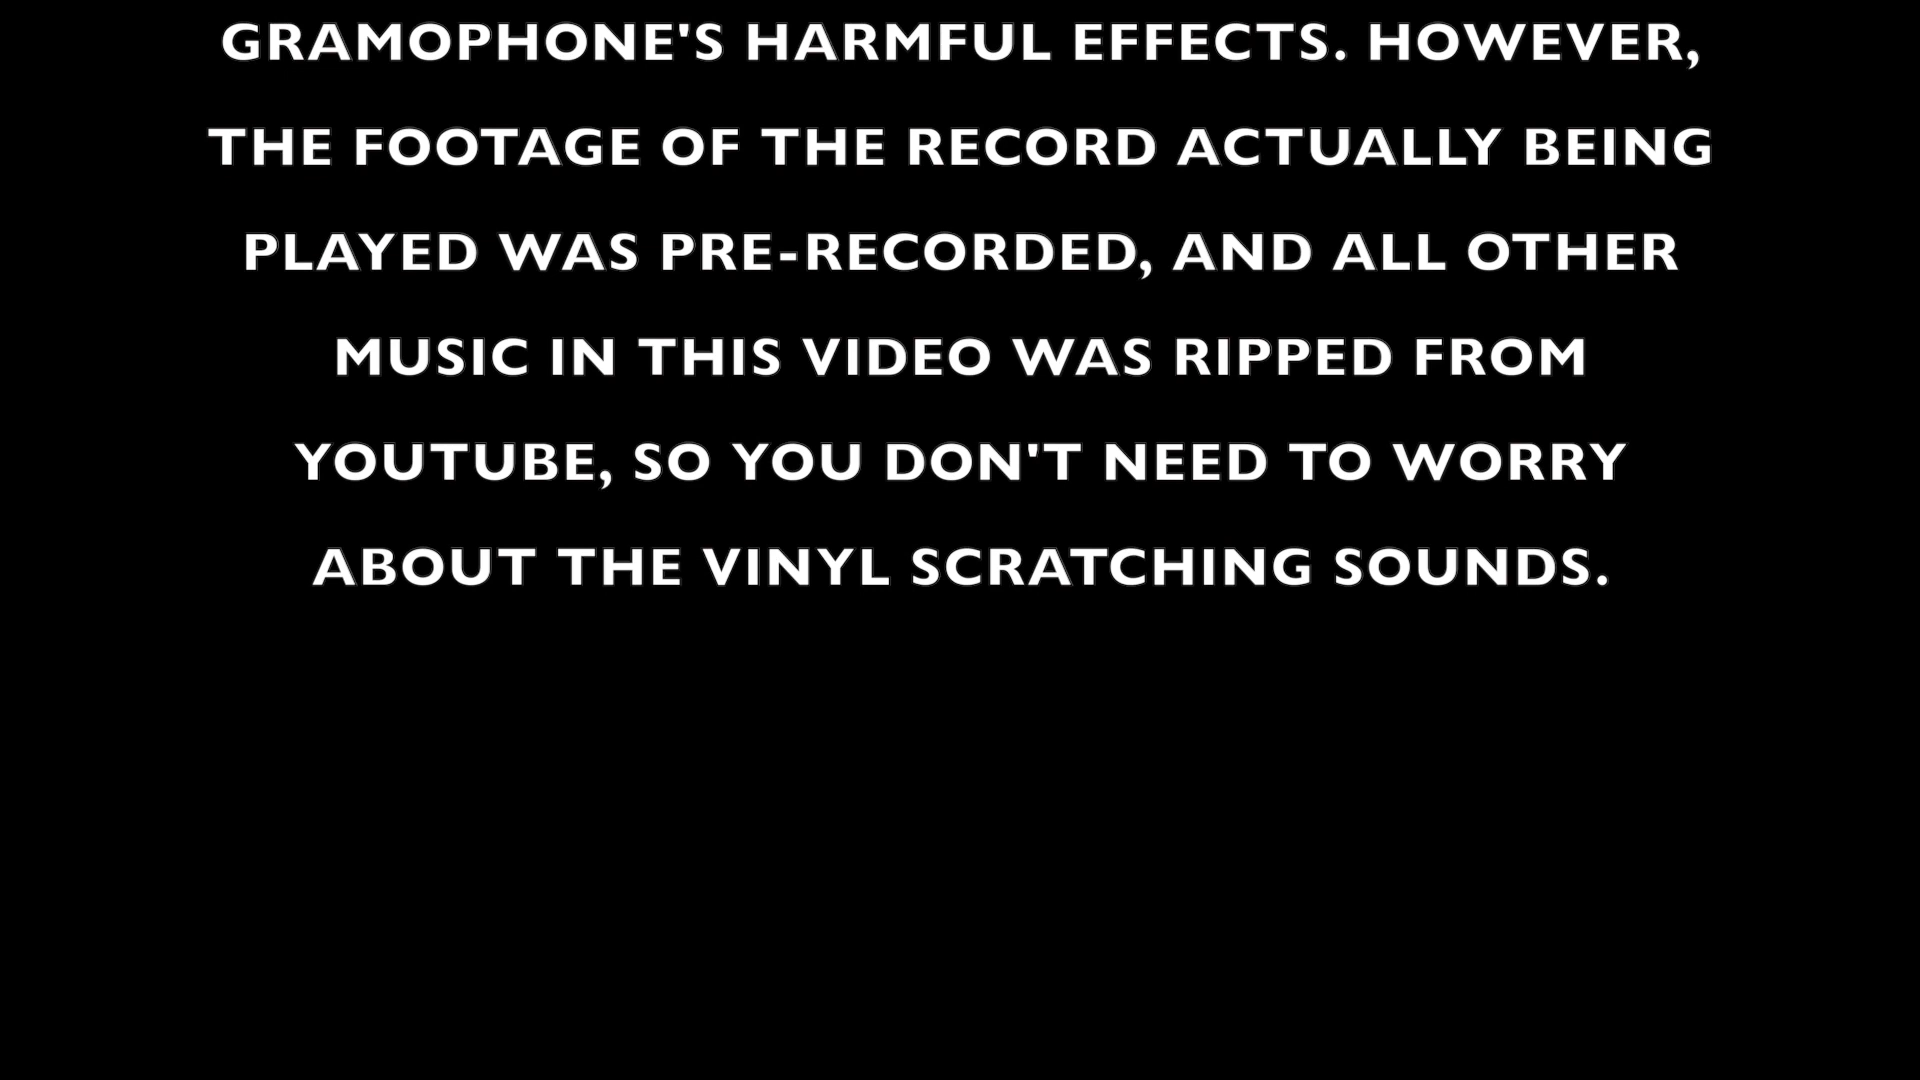 GRAMOPHONE'S HARMFUL EFFECTS. HOWEVER,
THE FOOTAGE OF THE RECORD ACTUALLY BEING
PLAYED WAS PRE-RECORDED, AND ALL OTHER
MUSIC IN THIS VIDEO WAS RIPPED FROM
YOUTUBE, SO YOU DON'T NEED TO WORRY
ABOUT THE VINYL SCRATCHING SOUNDS.